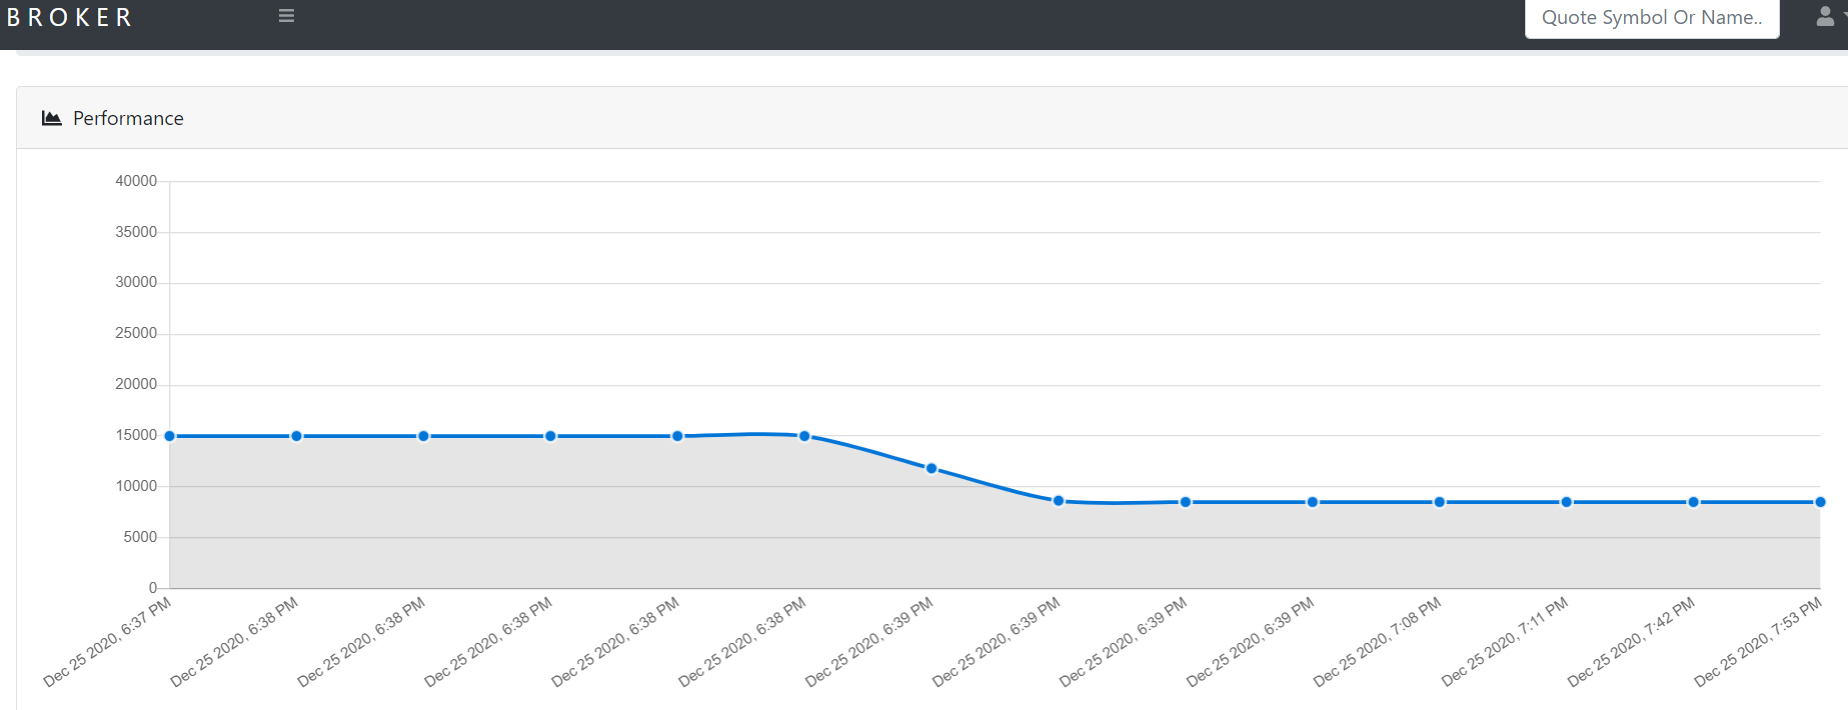 BROKER
Quote Symbol Or Name..
Performance
40000
35000
30000
25000
20000
15000
10000
5000
0
Dec 25 2020, 6:37 PM
Dec 25 2020, 6:38 PM
Dec 25 2020, 6:38 PM
Dec 25 2020, 6:38 PM
Dec 25 2020, 6:38 PM
Dec 25 2020, 6:38 PM
Dec 25 2020, 6:39 PM
Dec 25 2020, 6:39 PM
Dec 25 2020, 6:39 PM
Dec 25 2020, 6:39 PM
Dec 25 2020, 7:08 PM
Dec 25 2020, 7:11 PM
Dec 25 2020, 7:42 PM
Dec 25 2020, 7:53 PM